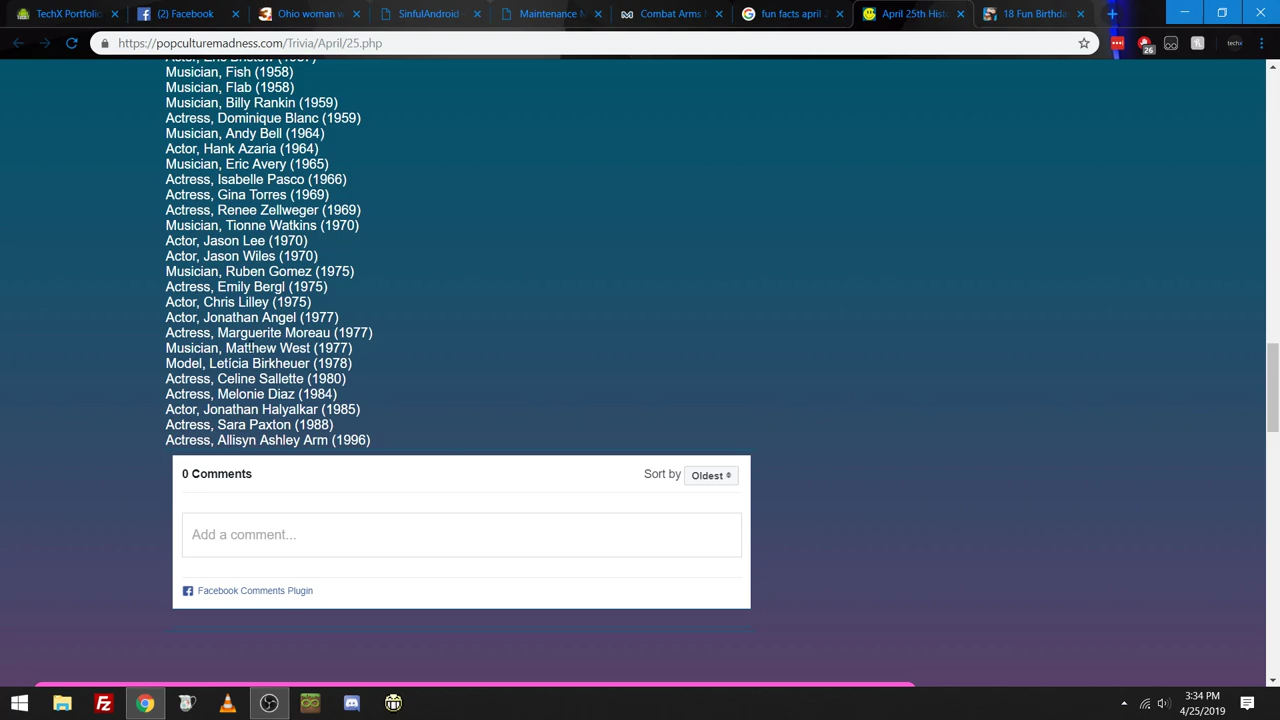 TechX Portfolio
(2) Facebook
Ohio woman w
SinfulAndroid -
Maintenance M
Combat Arms
fun facts april 2
April 25th Hist
18 Fun Birthda
https://popculturemadness.com/Trivia/April/25.php
26
techx
Musician, Fish (1958)
Musician, Flab (1958)
Musician, Billy Rankin (1959)
Actress, Dominique Blanc (1959)
Musician, Andy Bell (1964)
Actor, Hank Azaria (1964)
Musician, Eric Avery (1965)
Actress, Isabelle Pasco (1966)
Actress, Gina Torres (1969)
Actress, Renee Zellweger (1969)
Musician, Tionne Watkins (1970)
Actor, Jason Lee (1970)
Actor, Jason Wiles (1970)
Musician, Ruben Gomez (1975)
Actress, Emily Bergl (1975)
Actor, Chris Lilley (1975)
Actor, Jonathan Angel (1977)
Actress, Marguerite Moreau (1977)
Musician, Matthew West (1977)
Model, Letícia Birkheuer (1978)
Actress, Celine Sallette (1980)
Actress, Melonie Diaz (1984)
Actor, Jonathan Halyalkar (1985)
Actress, Sara Paxton (1988)
Actress, Allisyn Ashley Arm (1996)
0 Comments
Sort by Oldest
Add a comment...
Facebook Comments Plugin
3:34 PM
4/25/2019